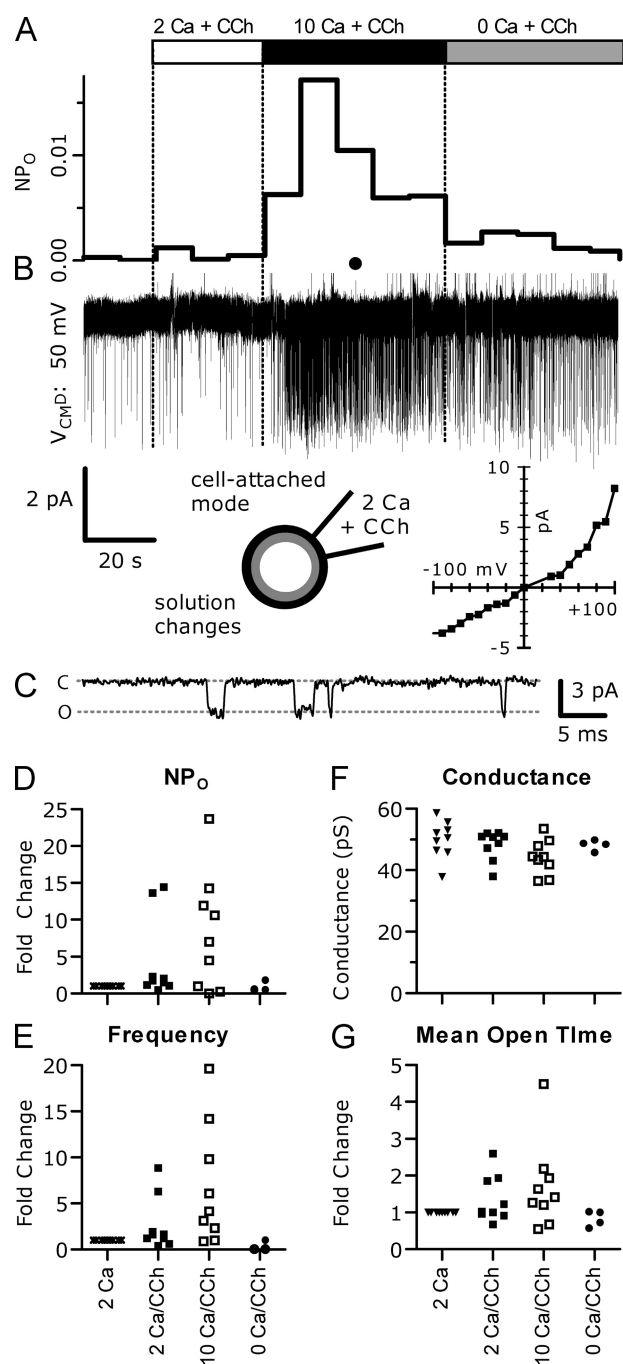 A
2 Ca + CCh
10 Ca + CCh
0 Ca + CCh
NPO
0.01
0.00
B
VCMD: 50 mV
2 pA
20 s
cell-attached
mode
2 Ca
+ CCh
solution
changes
10
5
pA
-100 mV
+100
-5
C
C
O
3 pA
5 ms
D
NPO
Fold Change
25
20
15
10
5
0
F
Conductance
Conductance (pS)
60
40
20
0
E
Frequency
Fold Change
20
15
10
5
0
2 Ca
2 Ca/CCh
10 Ca/CCh
0 Ca/CCh
G
Mean Open TIme
Fold Change
5
4
3
2
1
0
2 Ca
2 Ca/CCh
10 Ca/CCh
0 Ca/CCh